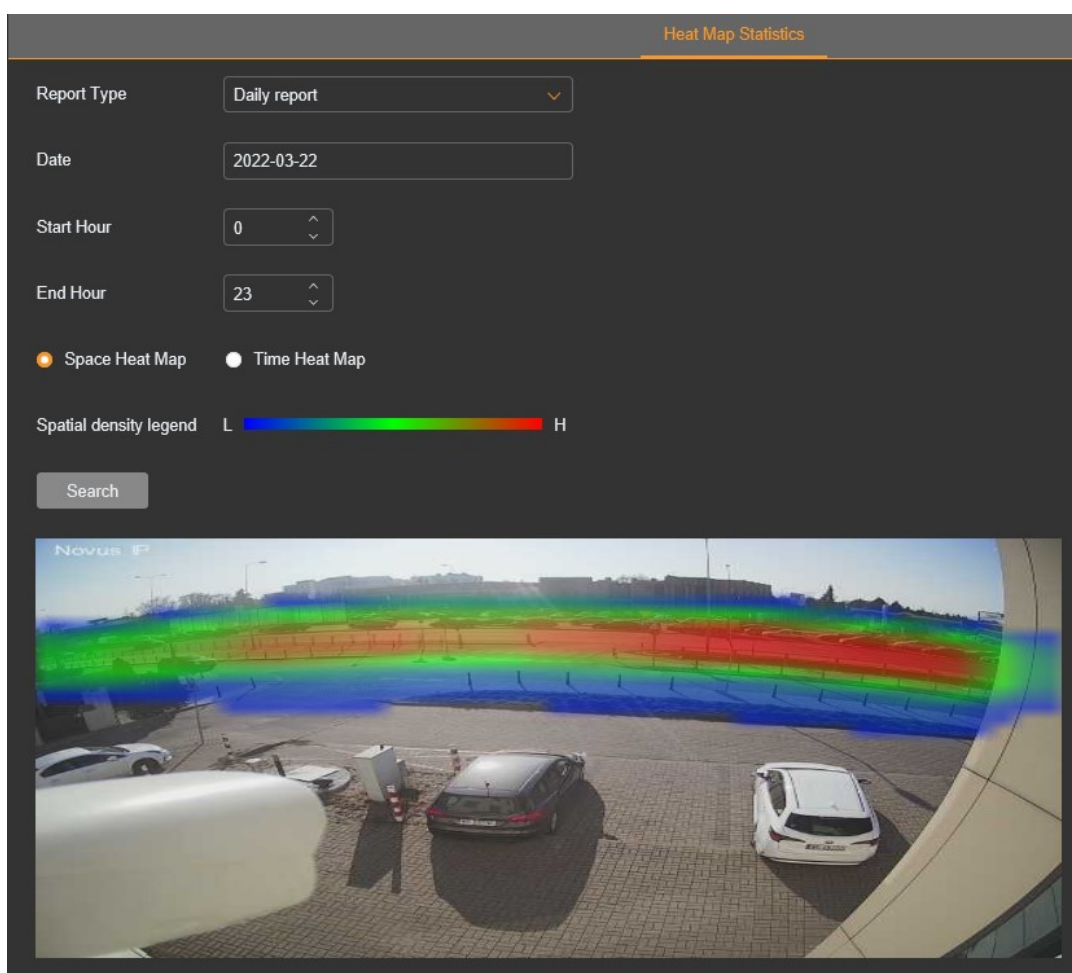 Heat Map Statistics
Report Type Daily report
Date 2022-03-22
Start Hour 0
End Hour 23
Space Heat Map Time Heat Map
Spatial density legend L H
Search
Novus IP